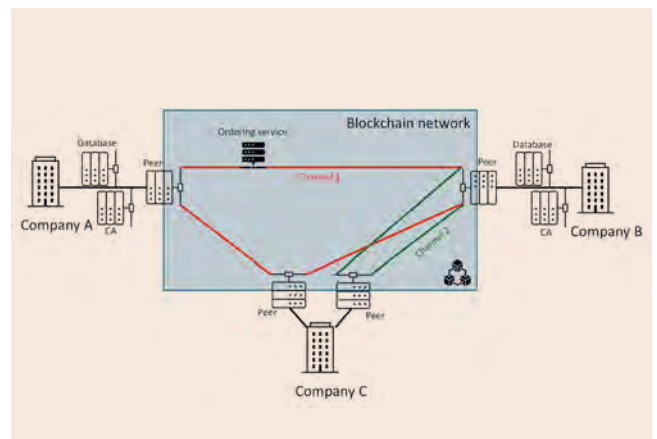 Blockchain network
Ordering service
Database
Peer
Channel 1
CA
Company A
Peer
Database
CA
Company B
Channel 2
Peer
Peer
Company C